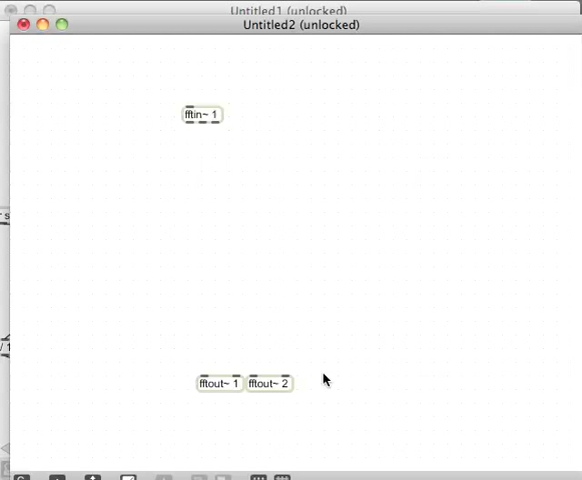 Untitled1 (unlocked)
Untitled2 (unlocked)
fftin~ 1
fftout~ 1
fftout~ 2